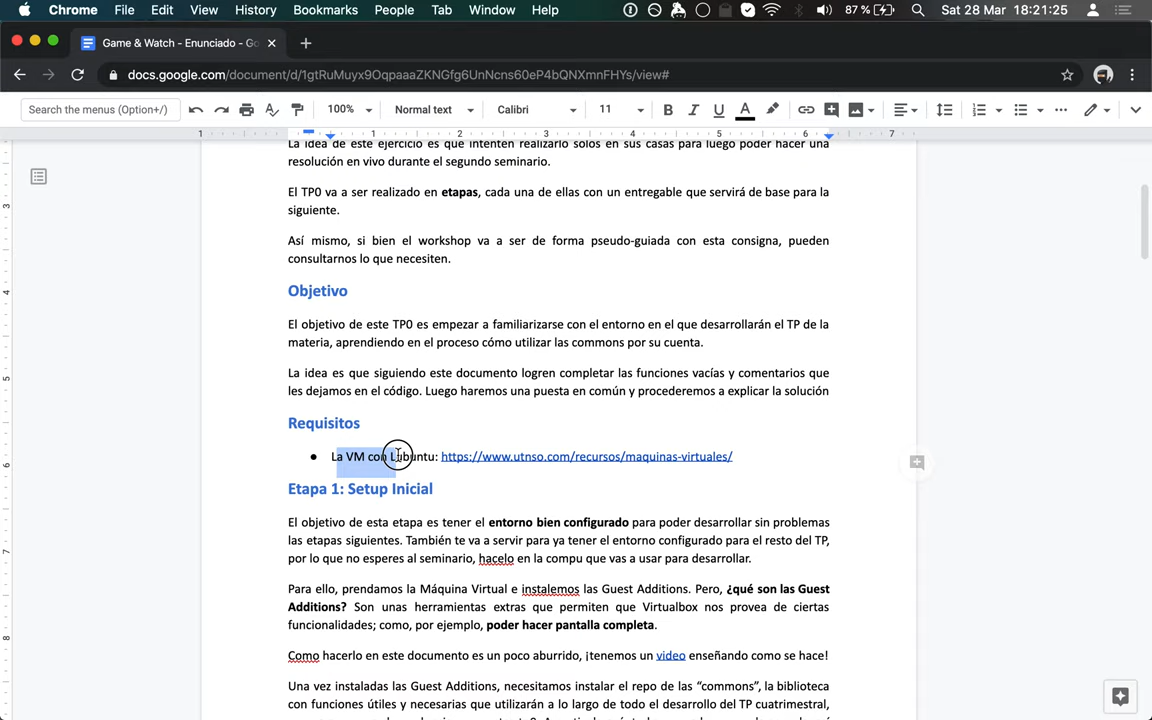 Chrome File Edit View History Bookmarks People Tab Window Help 87 % Sat 28 Mar 18:21:25
Game & Watch - Enunciado - Go
docs.google.com/document/d/1gtRuMuyx9OqpaaaZKNGfg6UnNcns60eP4bQNXmnFHYs/view#
Search the menus (Option+/) 100% Normal text Calibri 11 B I U A
1 1 2 3 4 5 6 7
La idea de este ejercicio es que intenten realizarlo solos en sus casas para luego poder hacer una
resolución en vivo durante el segundo seminario.
El TP0 va a ser realizado en etapas, cada una de ellas con un entregable que servirá de base para la
siguiente.
Así mismo, si bien el workshop va a ser de forma pseudo-guiada con esta consigna, pueden
consultarnos lo que necesiten.
Objetivo
El objetivo de este TP0 es empezar a familiarizarse con el entorno en el que desarrollarán el TP de la
materia, aprendiendo en el proceso cómo utilizar las commons por su cuenta.
La idea es que siguiendo este documento logren completar las funciones vacías y comentarios que
les dejamos en el código. Luego haremos una puesta en común y procederemos a explicar la solución
Requisitos
● La VM con Lubuntu: https://www.utnso.com/recursos/maquinas-virtuales/
Etapa 1: Setup Inicial
El objetivo de esta etapa es tener el entorno bien configurado para poder desarrollar sin problemas
las etapas siguientes. También te va a servir para ya tener el entorno configurado para el resto del TP,
por lo que no esperes al seminario, hacelo en la compu que vas a usar para desarrollar.
Para ello, prendamos la Máquina Virtual e instalemos las Guest Additions. Pero, ¿qué son las Guest
Additions? Son unas herramientas extras que permiten que Virtualbox nos provea de ciertas
funcionalidades; como, por ejemplo, poder hacer pantalla completa.
Como hacerlo en este documento es un poco aburrido, ¡tenemos un video enseñando como se hace!
Una vez instaladas las Guest Additions, necesitamos instalar el repo de las “commons”, la biblioteca
con funciones útiles y necesarias que utilizarán a lo largo de todo el desarrollo del TP cuatrimestral,
3
4
5
6
7
8